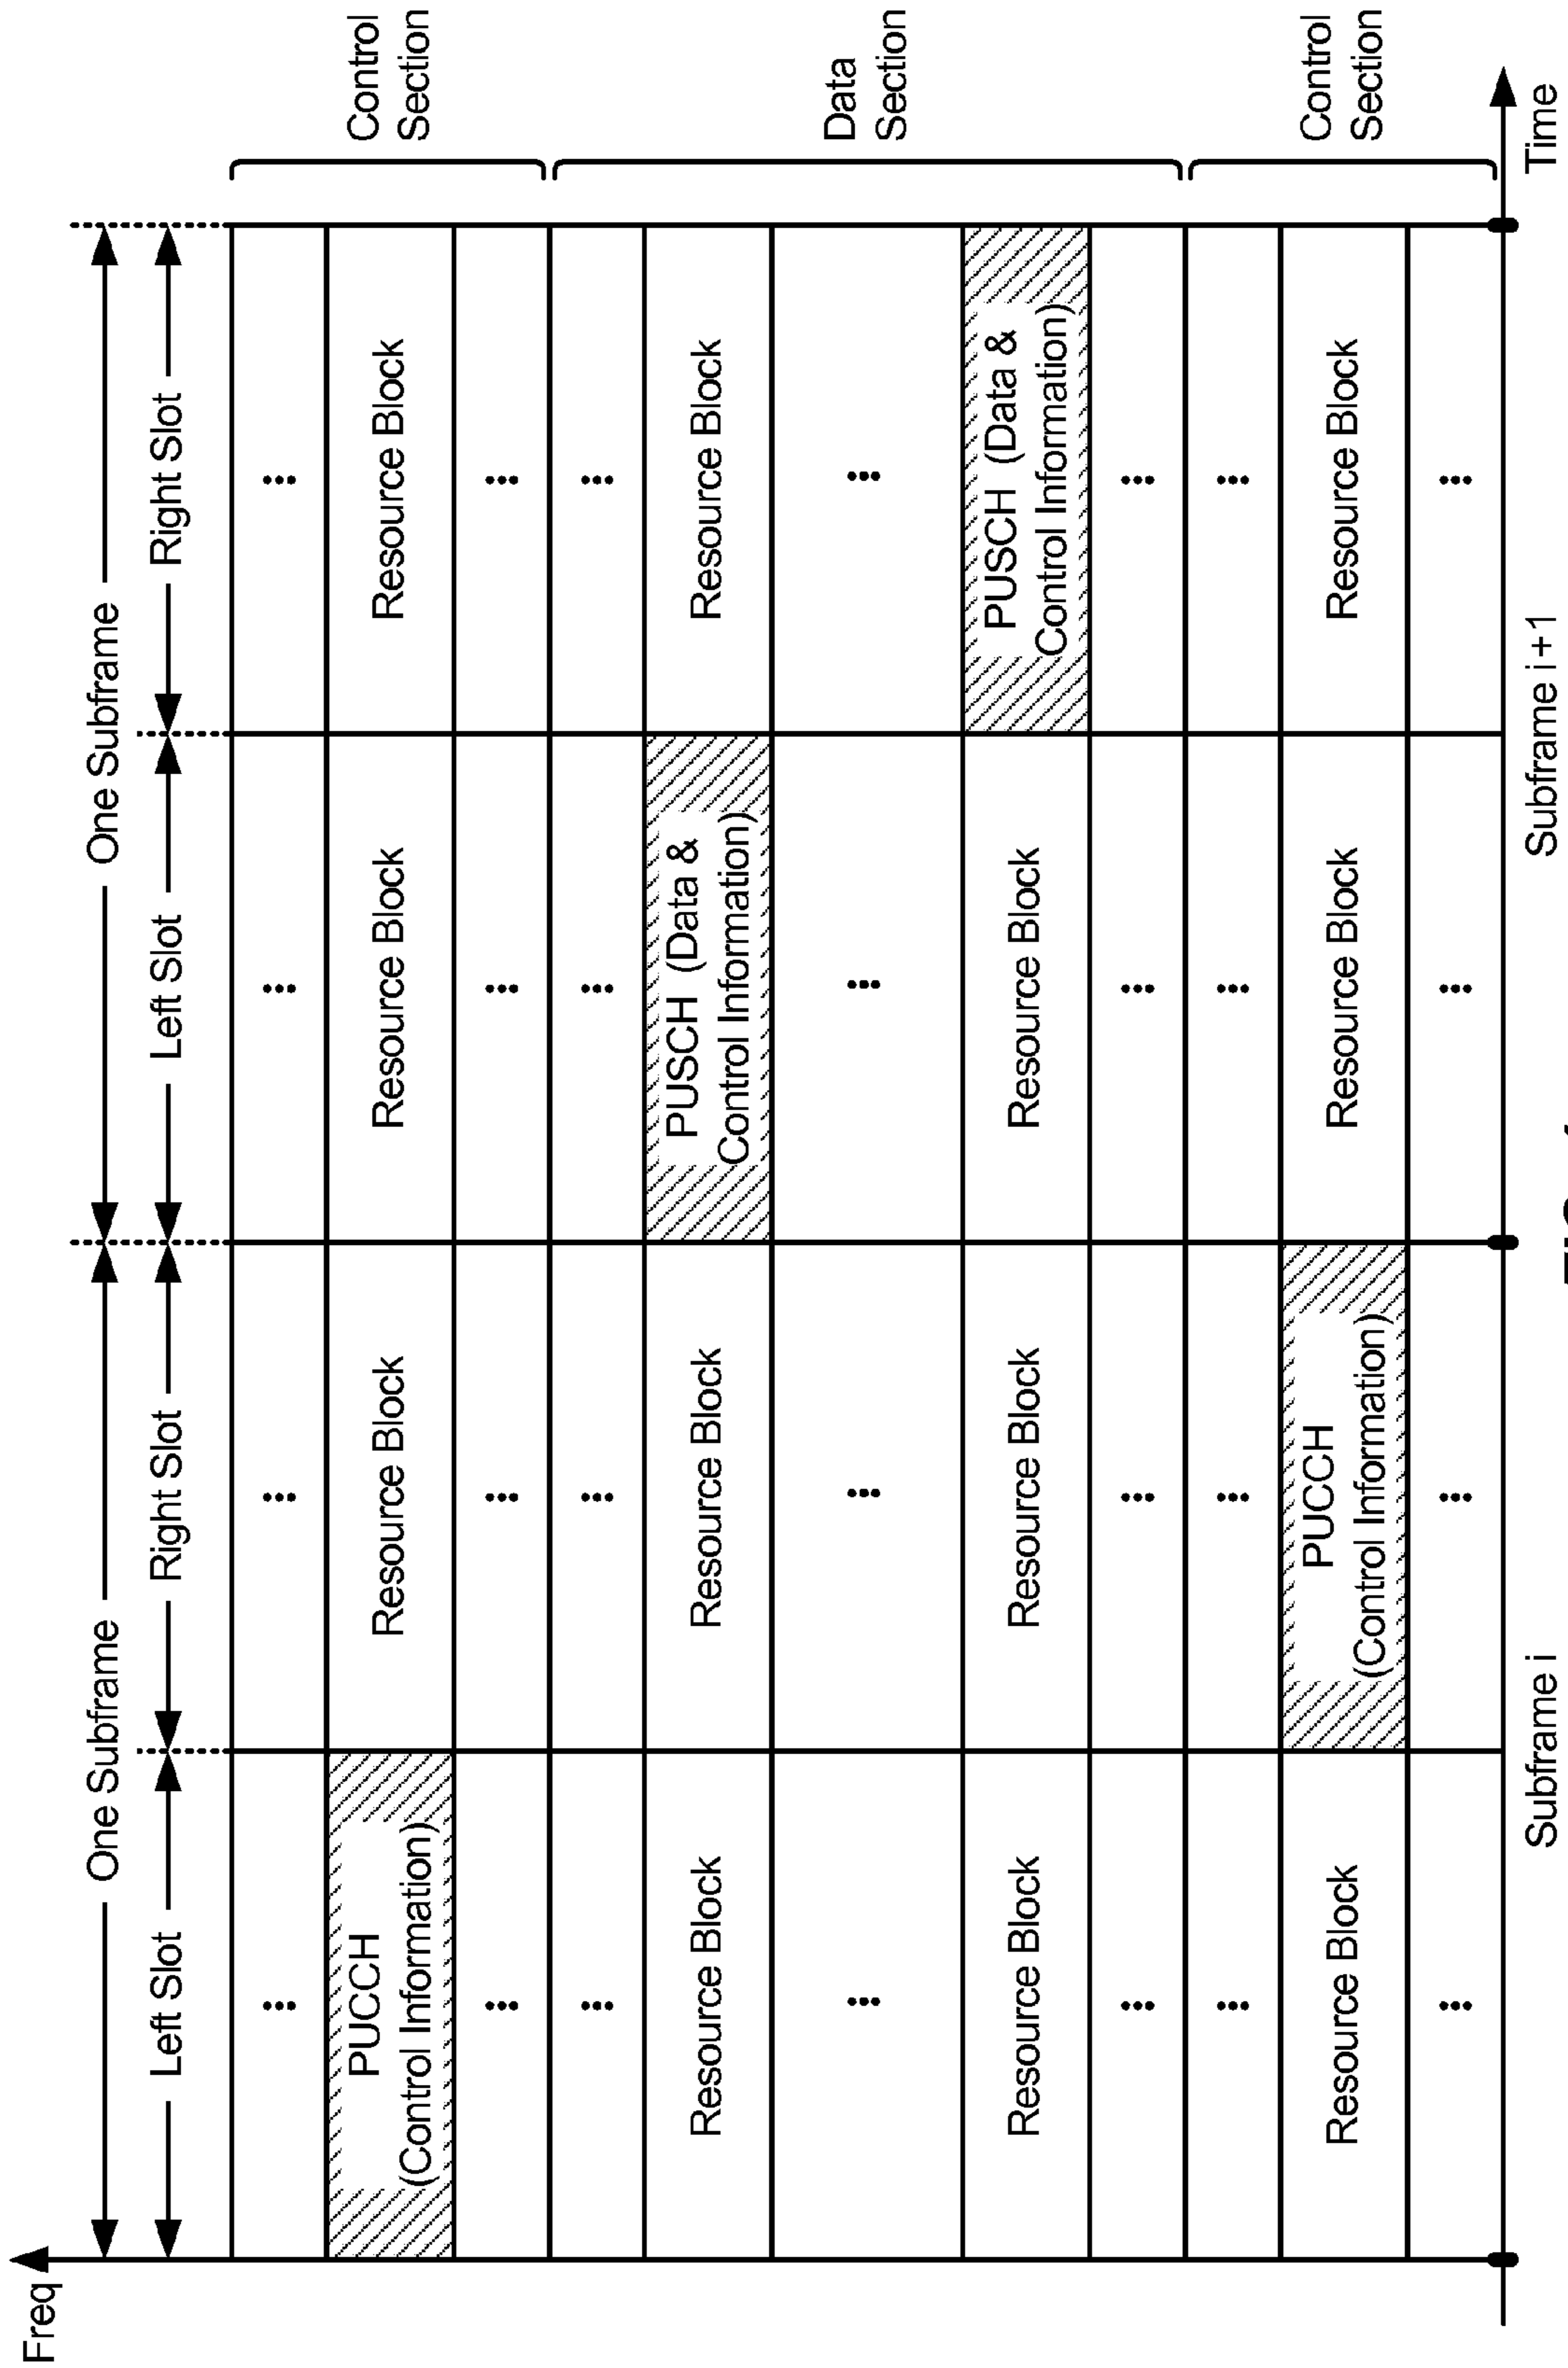 Freq
One Subframe
One Subframe
Left Slot
Right Slot
Left Slot
Right Slot
...
...
...
...
PUCCH
(Control Information)
Resource Block
Resource Block
Resource Block
Control
Section
...
...
...
...
...
...
...
...
Resource Block
Resource Block
PUSCH (Data &
Control Information)
Resource Block
...
...
...
...
Data
Section
Resource Block
Resource Block
Resource Block
PUSCH (Data &
Control Information)
...
...
...
...
...
...
...
...
Resource Block
PUCCH
(Control Information)
Resource Block
Resource Block
Control
Section
...
...
...
...
Subframe i
Subframe i+1
Time